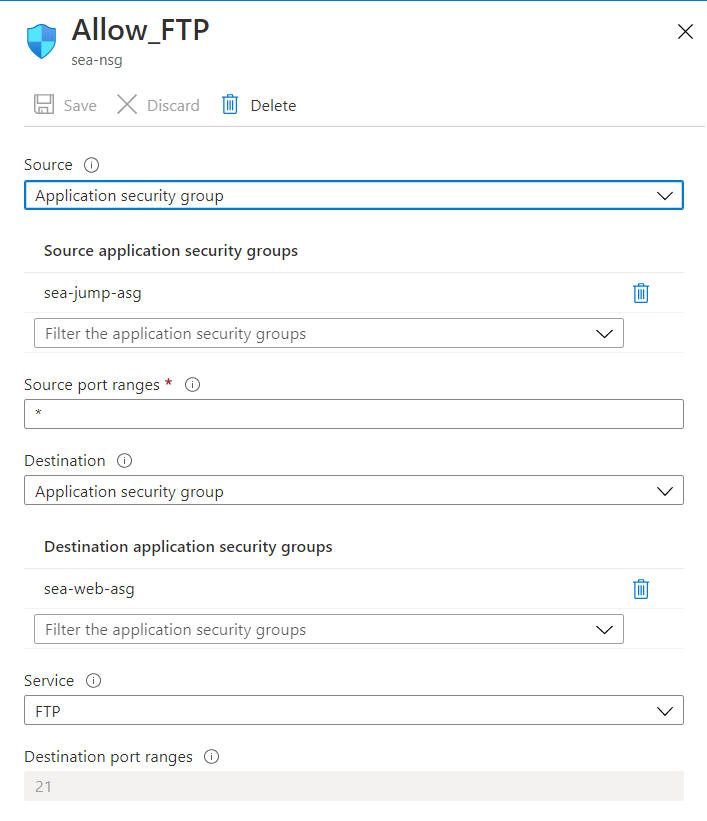 Allow_FTP
sea-nsg
Save Discard Delete
Source
Application security group
Source application security groups
sea-jump-asg
Filter the application security groups
Source port ranges *
*
Destination
Application security group
Destination application security groups
sea-web-asg
Filter the application security groups
Service
FTP
Destination port ranges
21